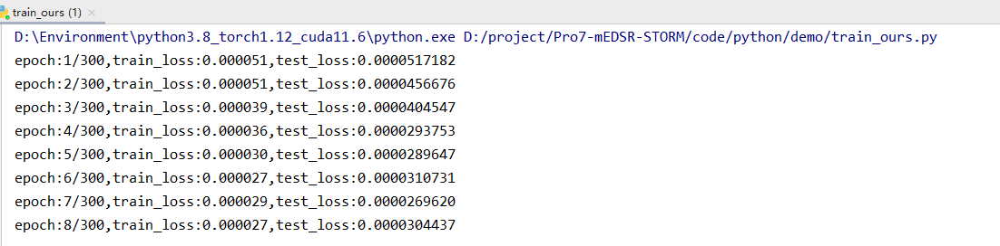 train_ours (1)
D:\Environment\python3.8_torch1.12_cuda11.6\python.exe D:/project/Pro7-mEDSR-STORM/code/python/demo/train_ours.py
epoch:1/300,train_loss:0.000051,test_loss:0.0000517182
epoch:2/300,train_loss:0.000051,test_loss:0.0000456676
epoch:3/300,train_loss:0.000039,test_loss:0.0000404547
epoch:4/300,train_loss:0.000036,test_loss:0.0000293753
epoch:5/300,train_loss:0.000030,test_loss:0.0000289647
epoch:6/300,train_loss:0.000027,test_loss:0.0000310731
epoch:7/300,train_loss:0.000029,test_loss:0.0000269620
epoch:8/300,train_loss:0.000027,test_loss:0.0000304437